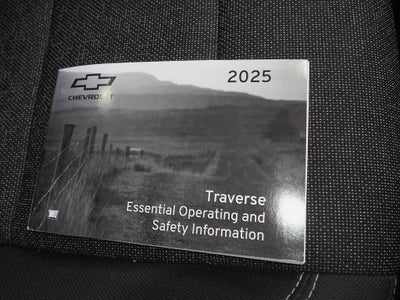 2025
CHEVROLET
Traverse
Essential Operating and
Safety Information